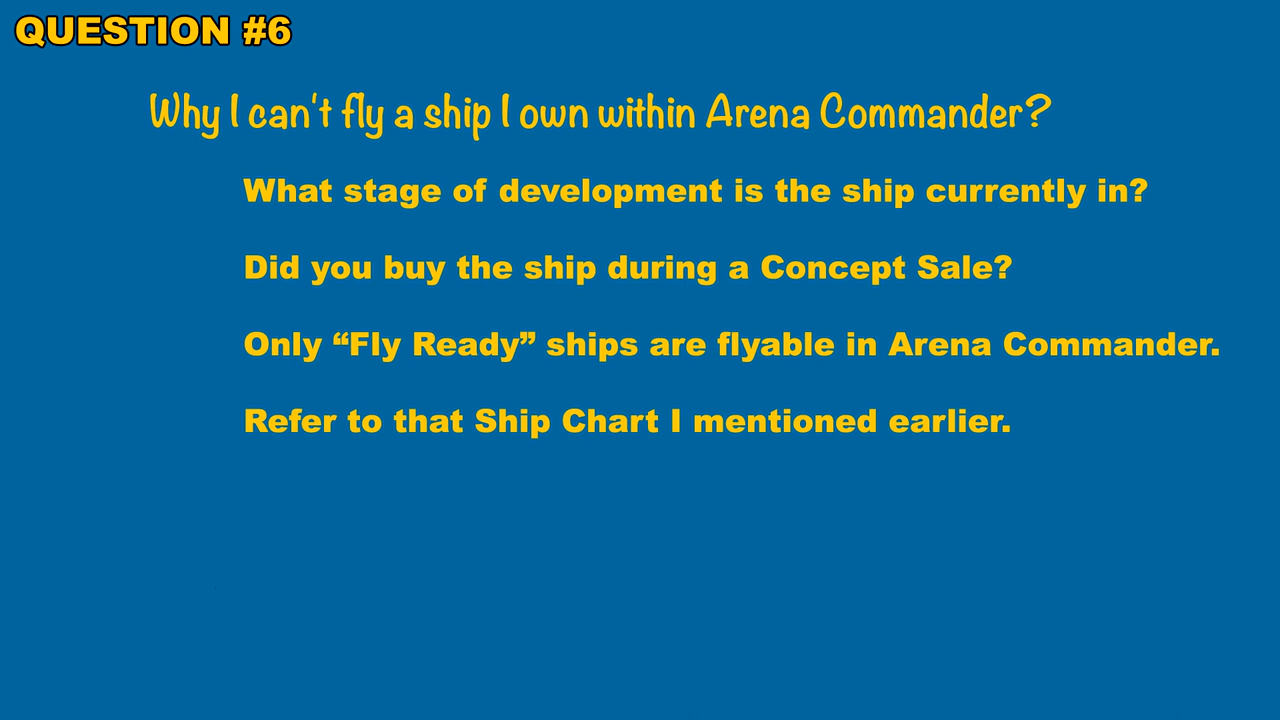 QUESTION #6
Why I can't fly a ship I own within Arena Commander?
What stage of development is the ship currently in?
Did you buy the ship during a Concept Sale?
Only “Fly Ready” ships are flyable in Arena Commander.
Refer to that Ship Chart I mentioned earlier.